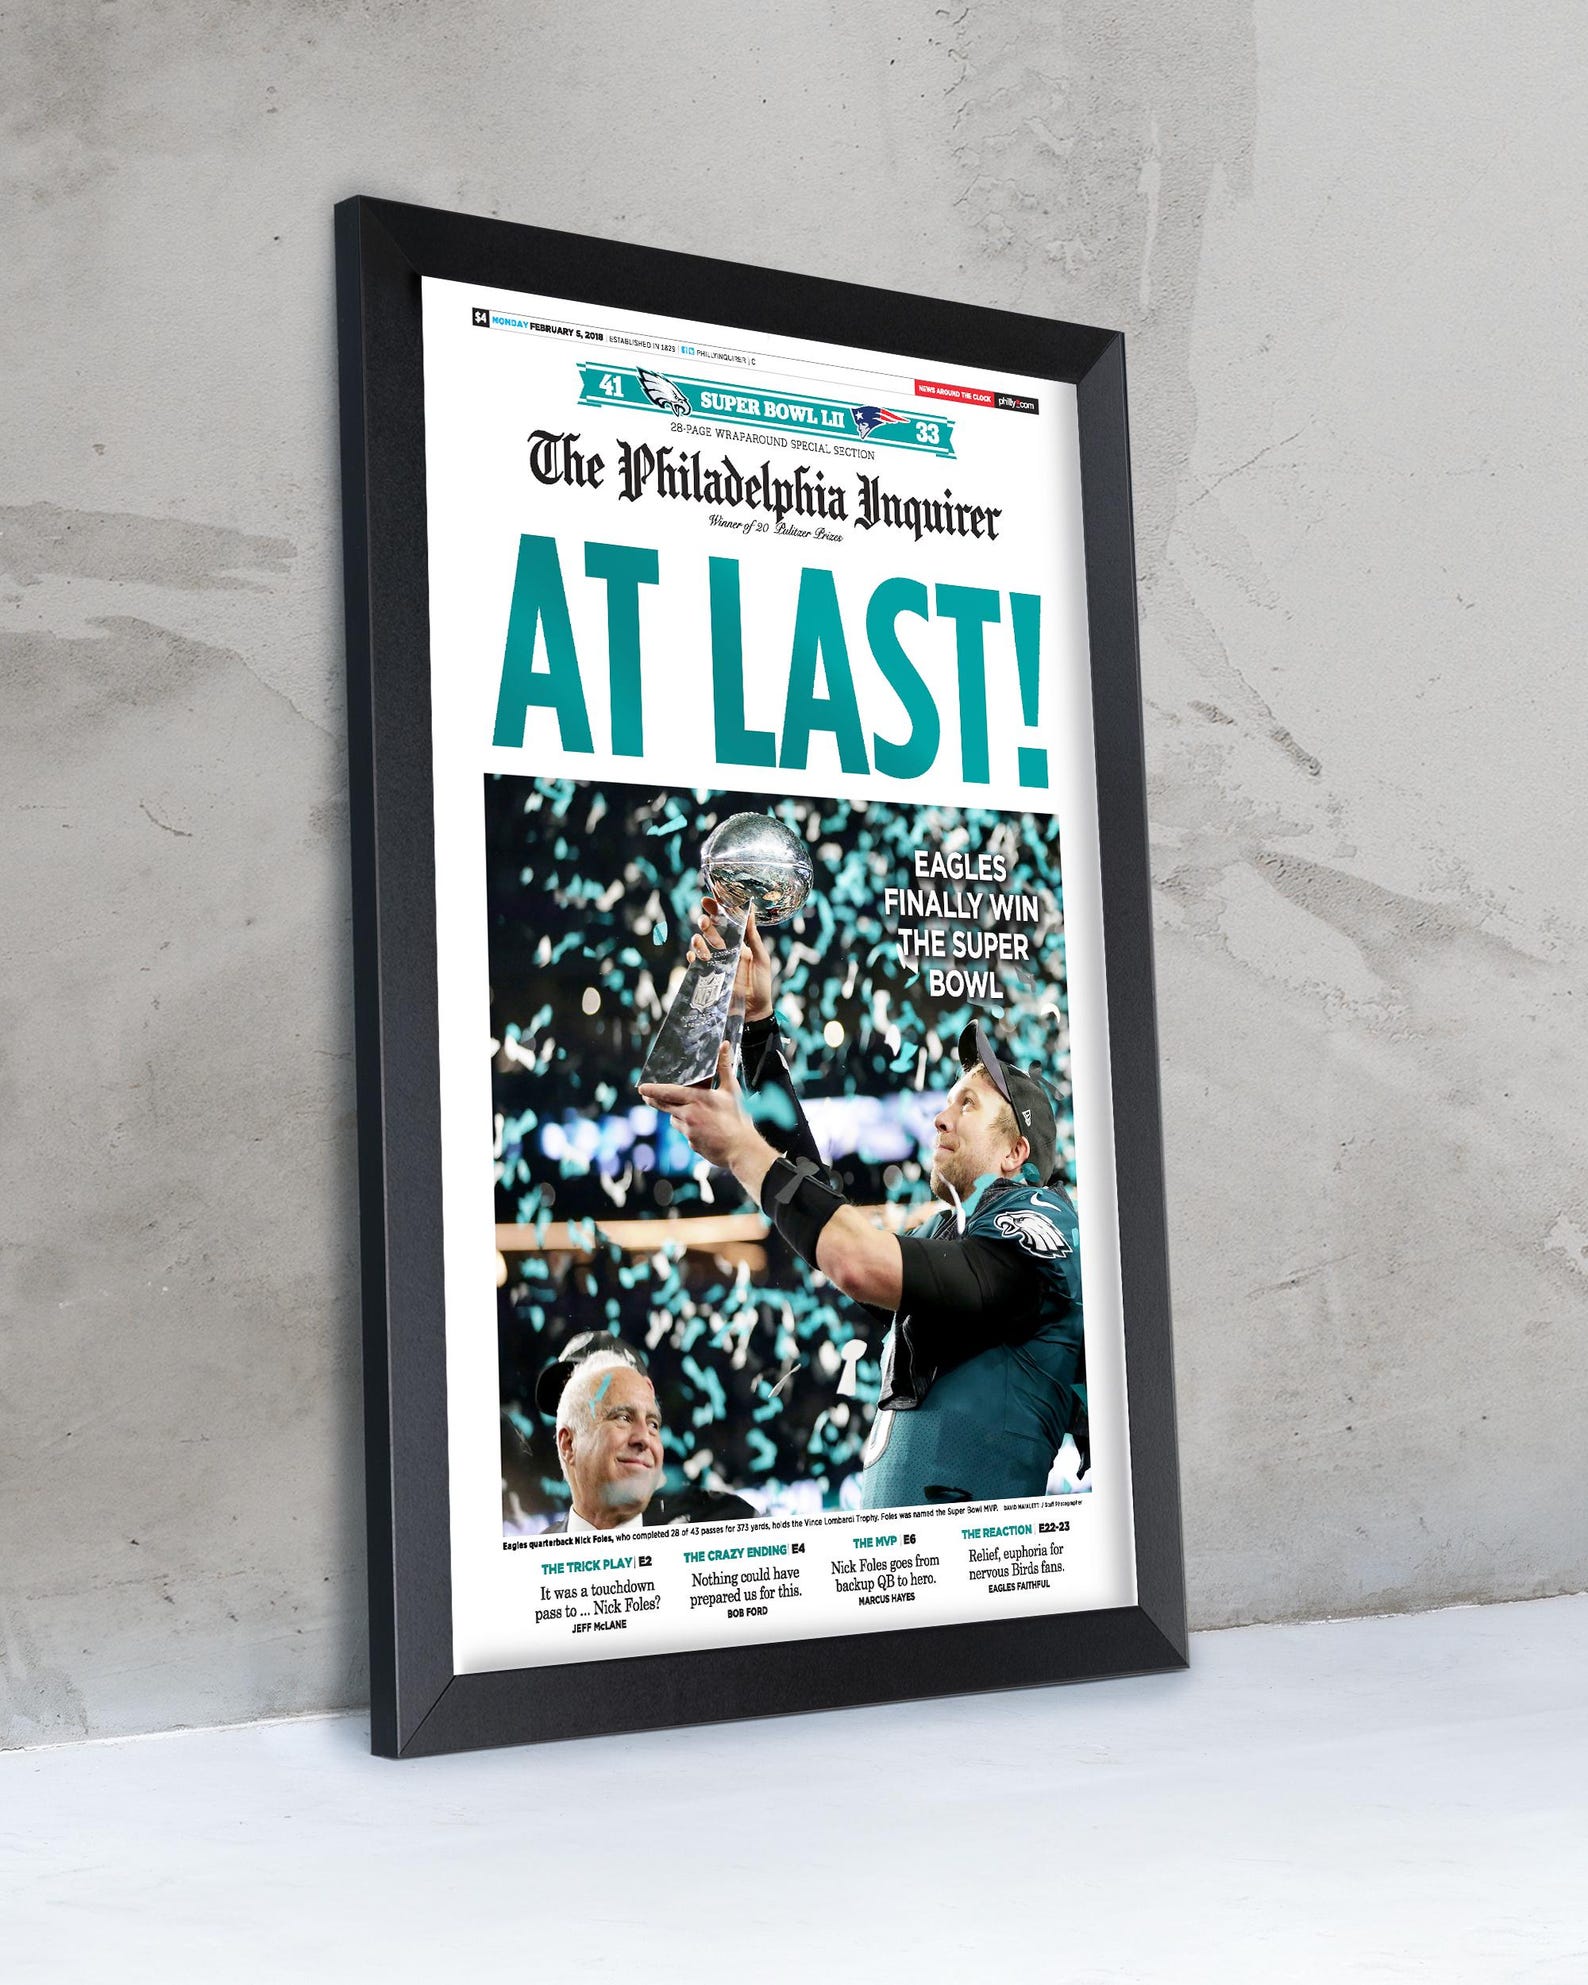 $4 MONDAY FEBRUARY 5, 2018 | ESTABLISHED IN 1829 | PHILLYINQUIRER | C
NEWS AROUND THE CLOCK philly.com
41 SUPER BOWL LII 33
28-PAGE WRAPAROUND SPECIAL SECTION
The Philadelphia Inquirer
Winner of 20 Pulitzer Prizes
AT LAST!
EAGLES
FINALLY WIN
THE SUPER
BOWL
NFL
Eagles quarterback Nick Foles, who completed 28 of 43 passes for 373 yards, holds the Vince Lombardi Trophy. Foles was named the Super Bowl MVP. DAVID MAIALETTI / Staff Photographer
THE TRICK PLAY | E2
It was a touchdown
pass to ... Nick Foles?
JEFF McLANE
THE CRAZY ENDING | E4
Nothing could have
prepared us for this.
BOB FORD
THE MVP | E6
Nick Foles goes from
backup QB to hero.
MARCUS HAYES
THE REACTION | E22-23
Relief, euphoria for
nervous Birds fans.
EAGLES FAITHFUL